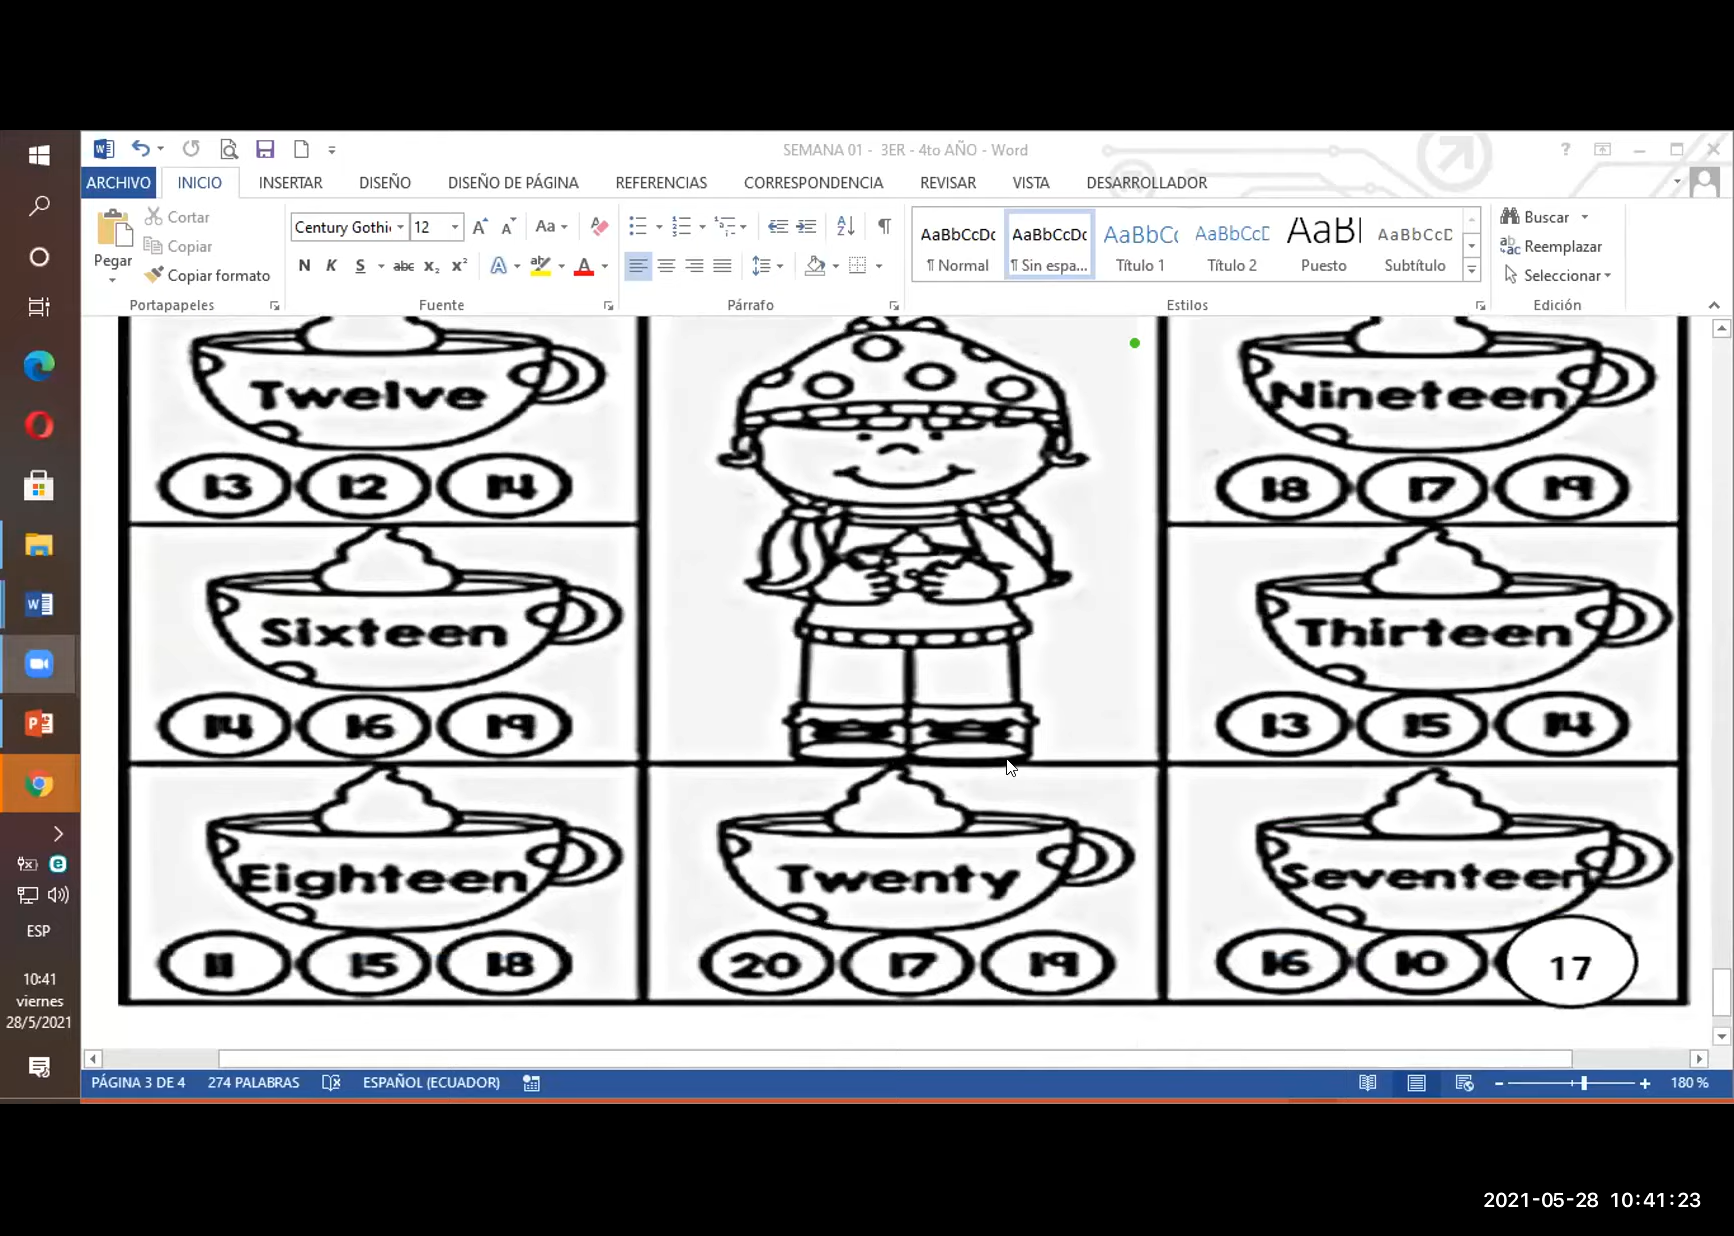 SEMANA 01 - 3ER - 4to AÑO - Word
ARCHIVO INICIO INSERTAR DISEÑO DISEÑO DE PÁGINA REFERENCIAS CORRESPONDENCIA REVISAR VISTA DESARROLLADOR
Pegar
Cortar
Copiar
Copiar formato
Portapapeles
Century Gothi 12
N K S abc x₂ x²
Fuente
Párrafo
AaBbCcDc AaBbCcDc AaBbC AaBbCcD AaB AaBbCcD
¶ Normal ¶ Sin espa... Título 1 Título 2 Puesto Subtítulo
Estilos
Buscar
Reemplazar
Seleccionar
Edición
Twelve
13 12 14
Nineteen
18 17 19
Sixteen
14 16 19
Thirteen
13 15 14
Eighteen
11 15 18
Twenty
20 17 19
Seventeen
16 10 17
ESP
10:41
viernes
28/5/2021
PÁGINA 3 DE 4 274 PALABRAS ESPAÑOL (ECUADOR) 180 %
2021-05-28 10:41:23